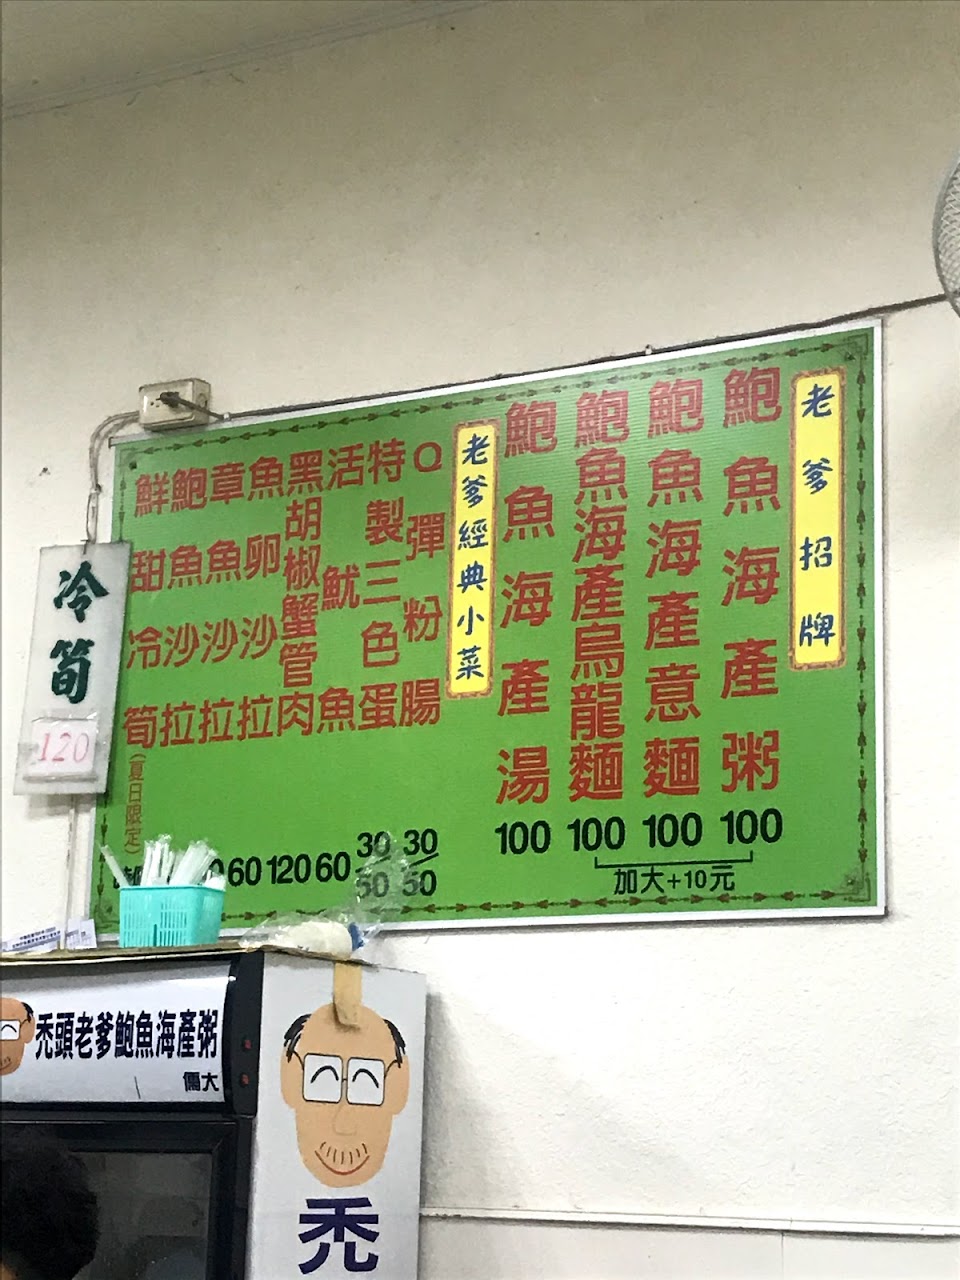 老爹招牌
鮑魚海產粥 100
鮑魚海產意麵 100
鮑魚海產烏龍麵 100
加大+10元
鮑魚海產湯 100
老爹經典小菜
Q彈粉腸 30/50
特製三色蛋 30/50
活魷魚 60
黑胡椒蟹管肉 120
魚卵沙拉 60
章魚沙拉
鮑魚沙拉
鮮甜冷筍(夏日限定)
冷筍
120
禿頭老爹鮑魚海產粥
儒大
禿